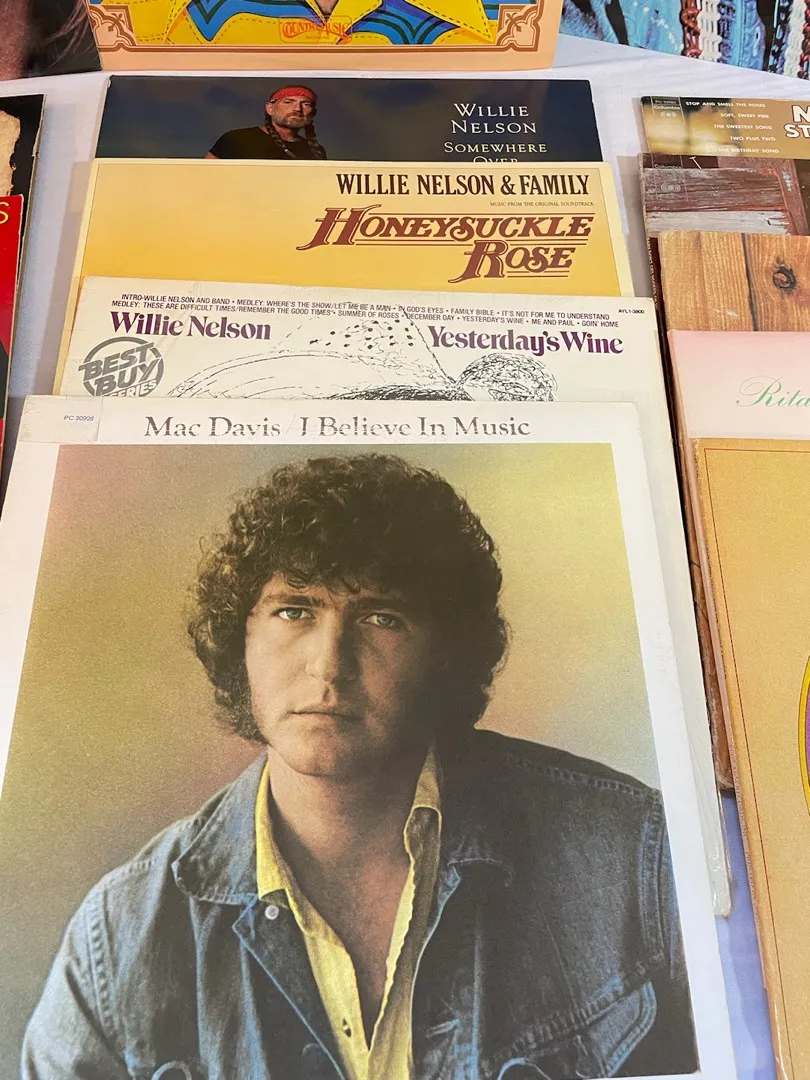 COUNTRY MUSIC
WILLIE
NELSON
SOMEWHERE
OVER
WILLIE NELSON & FAMILY
MUSIC FROM THE ORIGINAL SOUNDTRACK
HONEYSUCKLE
ROSE
INTRO-WILLIE NELSON AND BAND • MEDLEY: WHERE'S THE SHOW/LET ME BE A MAN • IN GOD'S EYES • FAMILY BIBLE • IT'S NOT FOR ME TO UNDERSTAND
MEDLEY: THESE ARE DIFFICULT TIMES/REMEMBER THE GOOD TIMES • SUMMER OF ROSES • DECEMBER DAY • YESTERDAY'S WINE • ME AND PAUL • GOIN' HOME
AYL1-3800
Willie Nelson Yesterday's Wine
BEST
BUY
SERIES
PC 30926
Mac Davis / I Believe In Music
Columbia
STOP AND SMELL THE ROSES
SOFT, SWEET FIRE
THE SWEETEST SONG
TWO PLUS TWO
THE BIRTHDAY SONG
Rita